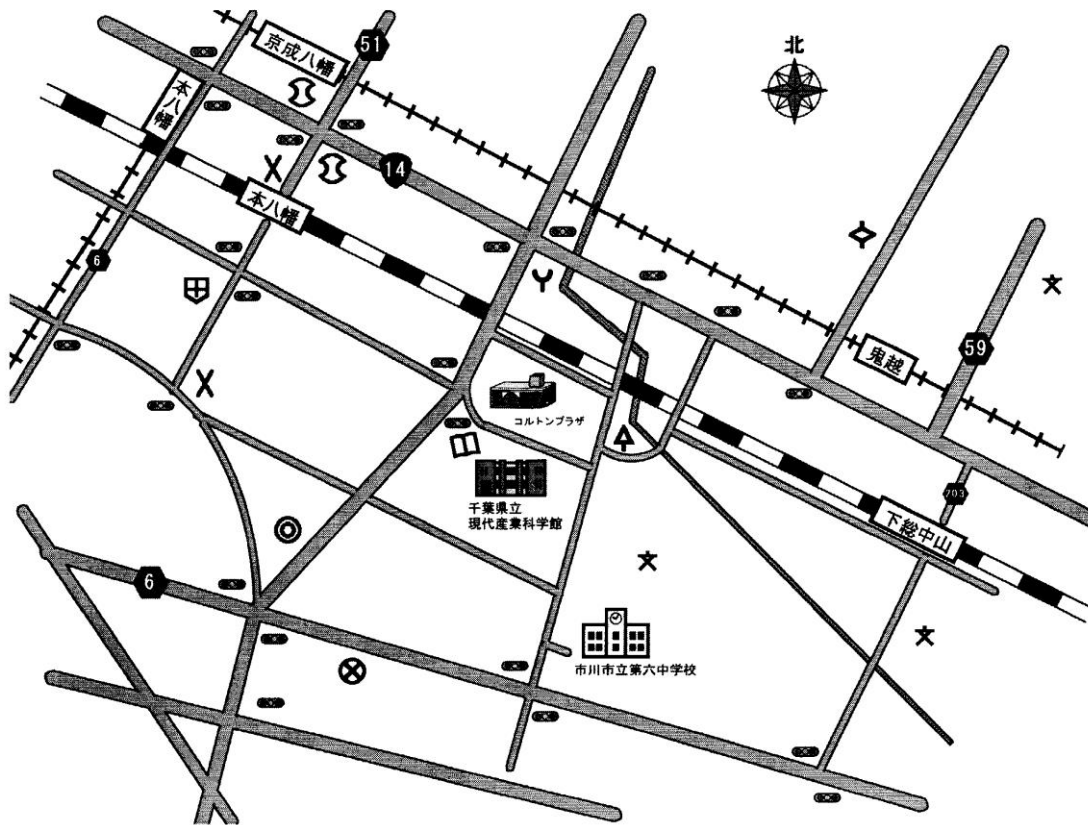 北
京成八幡
51
本八幡
14
本八幡
6
59
鬼越
コルトンプラザ
千葉県立
現代産業科学館
203
下総中山
6
市川市立第六中学校